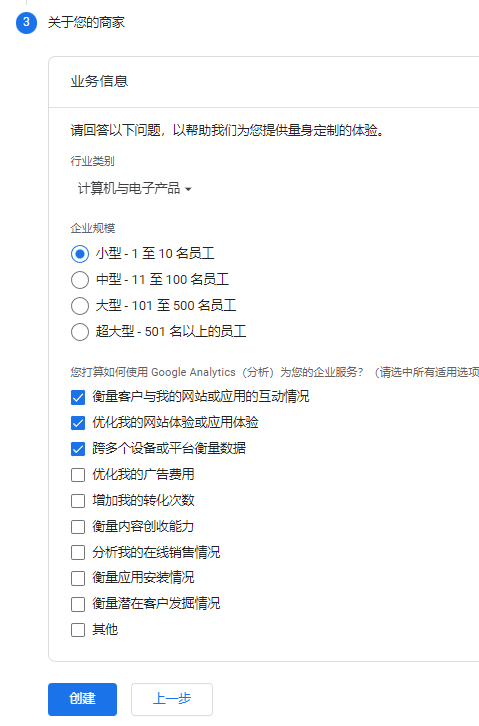 3 关于您的商家
业务信息
请回答以下问题，以帮助我们为您提供量身定制的体验。
行业类别
计算机与电子产品
企业规模
小型 - 1 至 10 名员工
中型 - 11 至 100 名员工
大型 - 101 至 500 名员工
超大型 - 501 名以上的员工
您打算如何使用 Google Analytics（分析）为您的企业服务？（请选中所有适用选项
衡量客户与我的网站或应用的互动情况
优化我的网站体验或应用体验
跨多个设备或平台衡量数据
优化我的广告费用
增加我的转化次数
衡量内容创收能力
分析我的在线销售情况
衡量应用安装情况
衡量潜在客户发掘情况
其他
创建 上一步